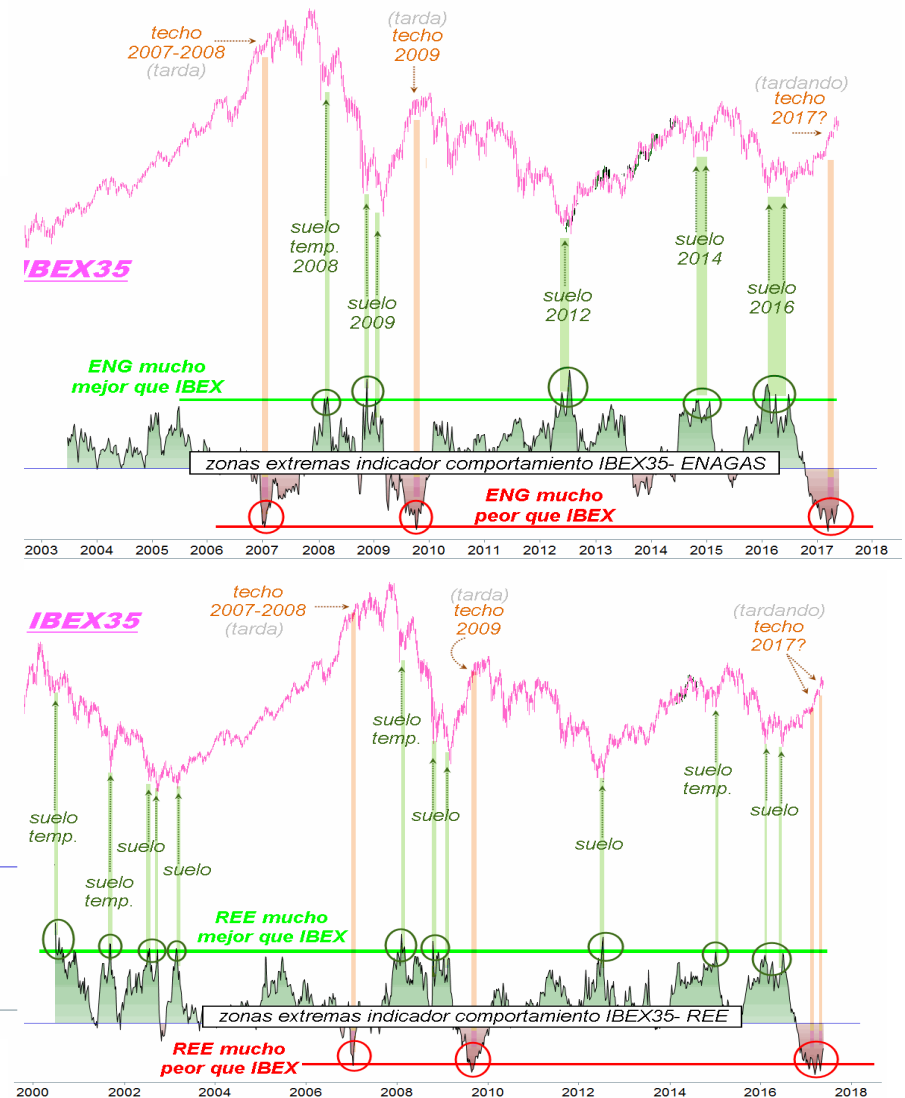 techo
2007-2008
(tarda)
(tarda)
techo
2009
(tardando)
techo
2017?
suelo
temp.
2008
suelo
2009
suelo
2012
suelo
2014
suelo
2016
IBEX35
ENG mucho
mejor que IBEX
zonas extremas indicador comportamiento IBEX35- ENAGAS
ENG mucho
peor que IBEX
2003 2004 2005 2006 2007 2008 2009 2010 2011 2012 2013 2014 2015 2016 2017 2018
IBEX35
techo
2007-2008
(tarda)
(tarda)
techo
2009
(tardando)
techo
2017?
suelo
temp.
suelo
temp.
suelo
suelo
suelo
temp.
suelo
suelo
suelo
temp.
suelo
REE mucho
mejor que IBEX
zonas extremas indicador comportamiento IBEX35- REE
REE mucho
peor que IBEX
2000 2002 2004 2006 2008 2010 2012 2014 2016 2018